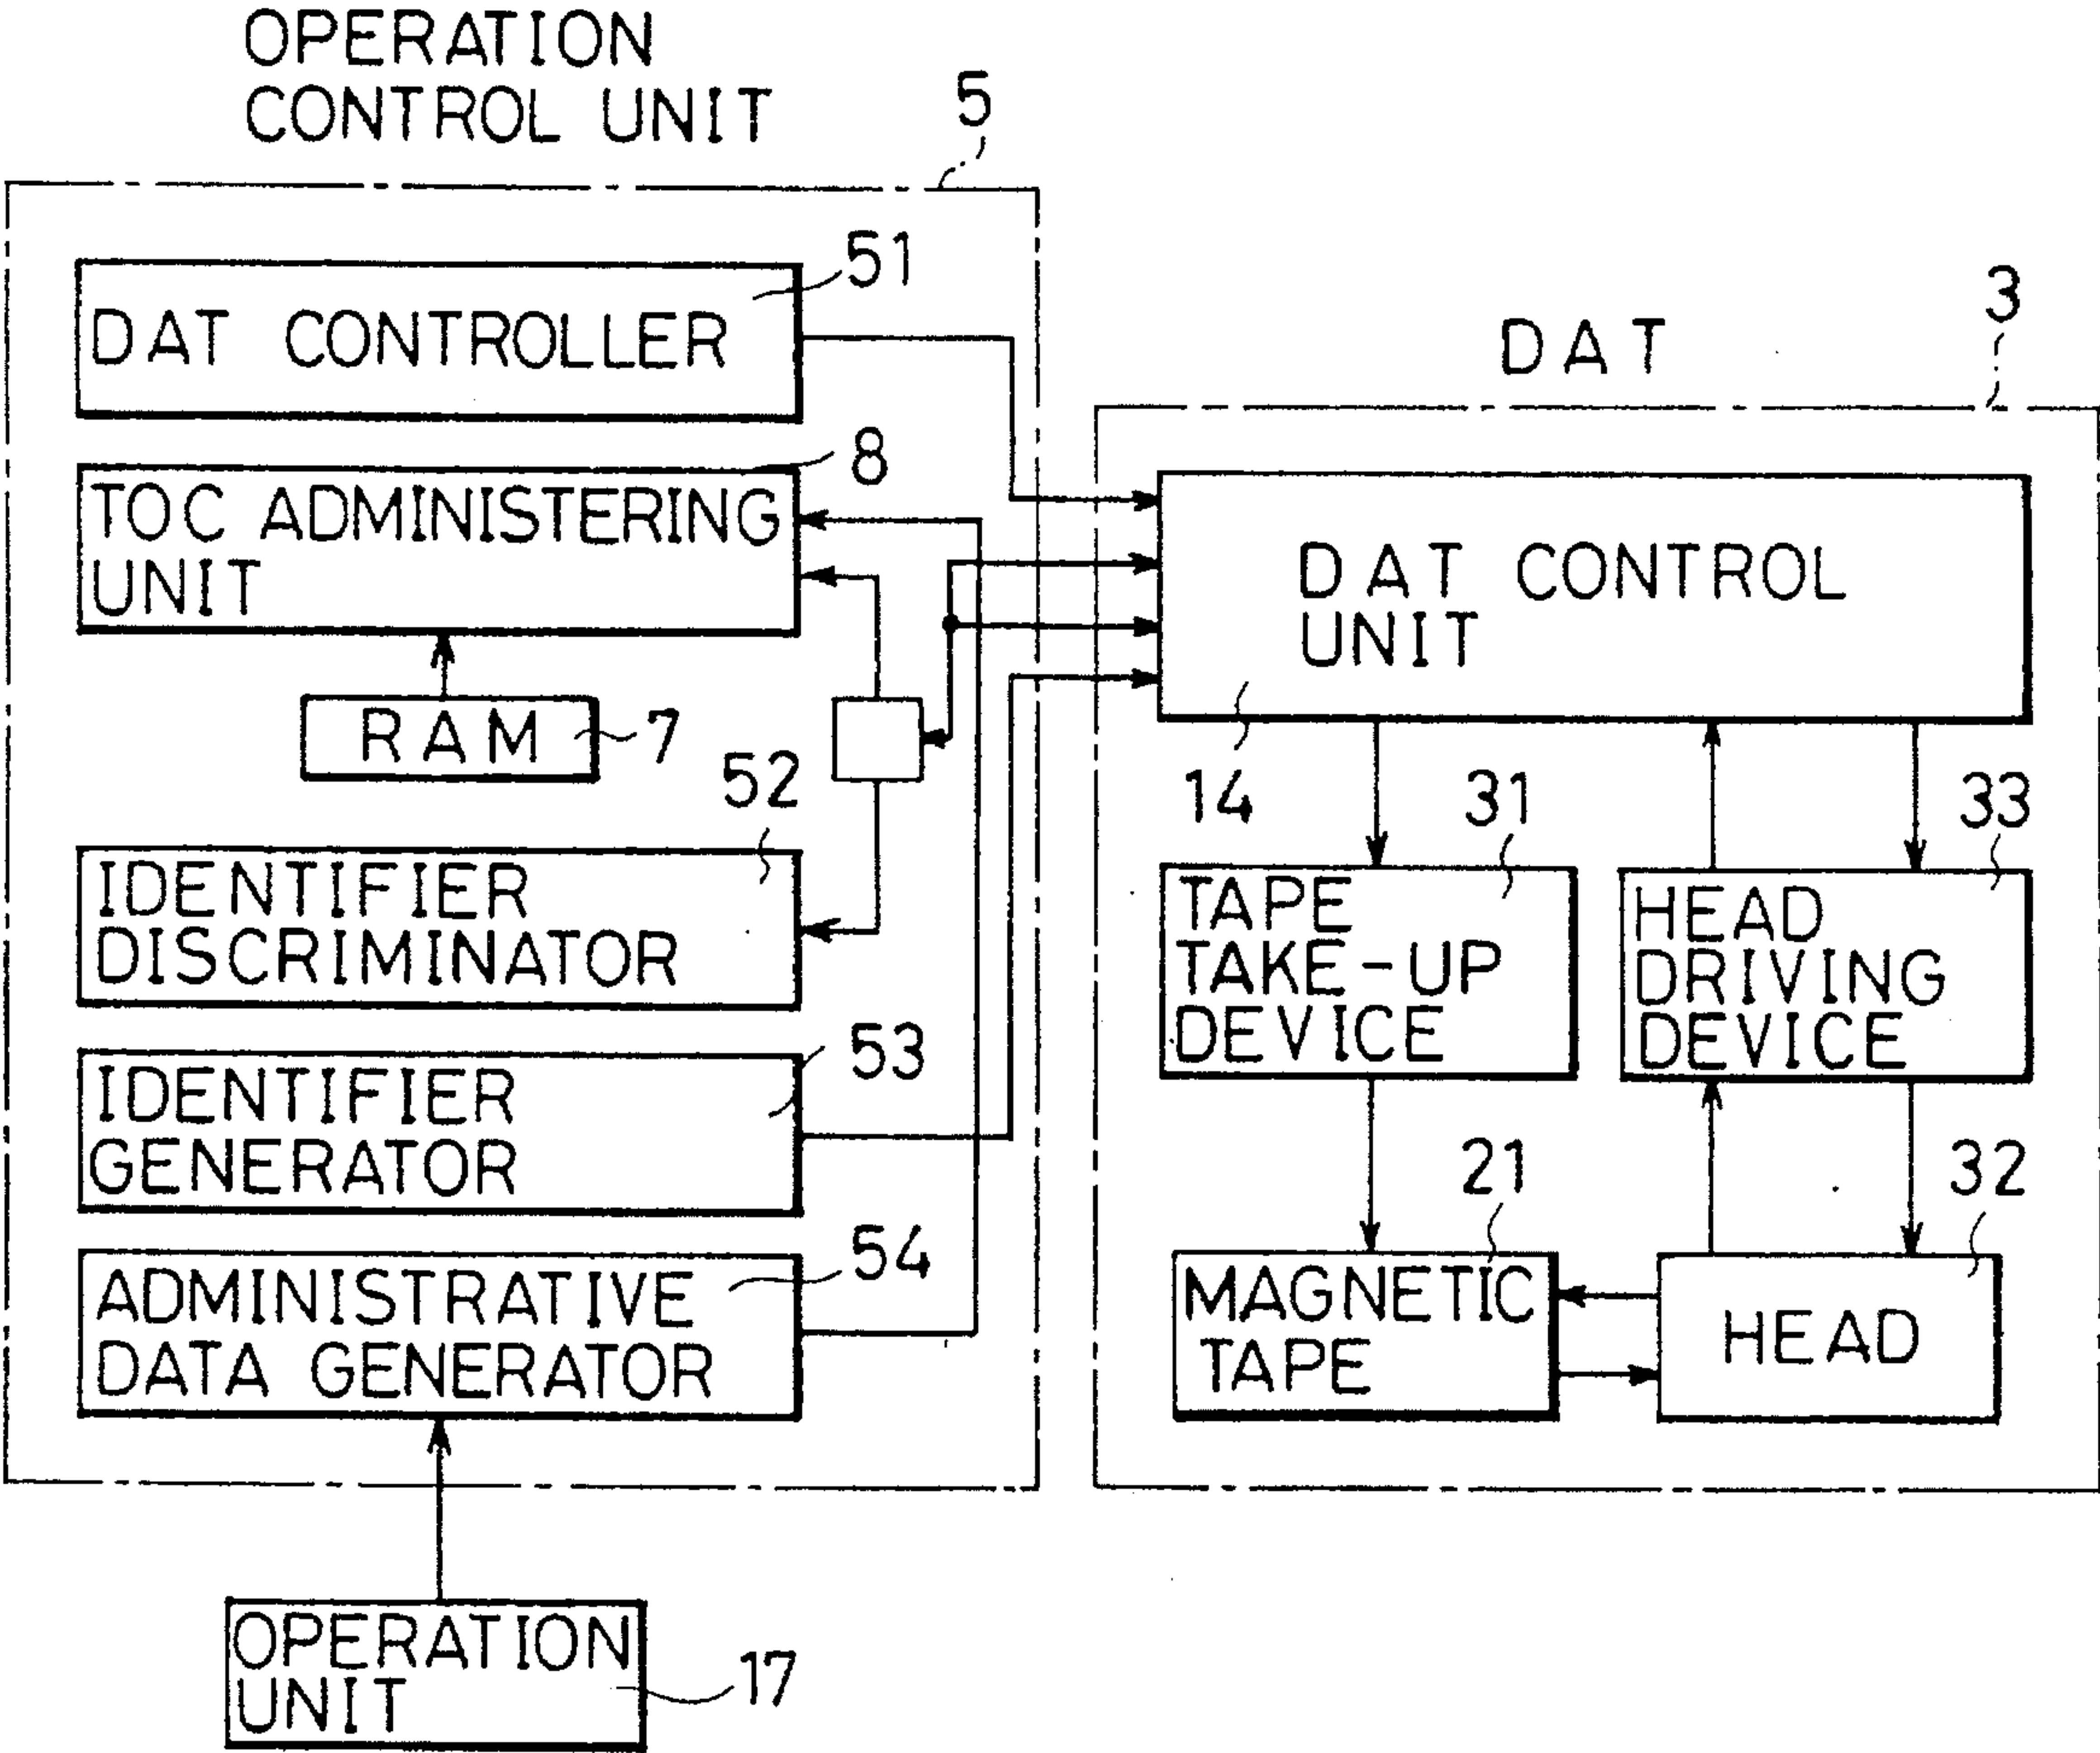 OPERATION
CONTROL UNIT
5
DAT CONTROLLER
51
TOC ADMINISTERING
UNIT
8
RAM
7
52
IDENTIFIER
DISCRIMINATOR
IDENTIFIER
GENERATOR
53
ADMINISTRATIVE
DATA GENERATOR
54
OPERATION
UNIT
17
DAT
3
DAT CONTROL
UNIT
14
31
33
TAPE
TAKE-UP
DEVICE
HEAD
DRIVING
DEVICE
21
32
MAGNETIC
TAPE
HEAD